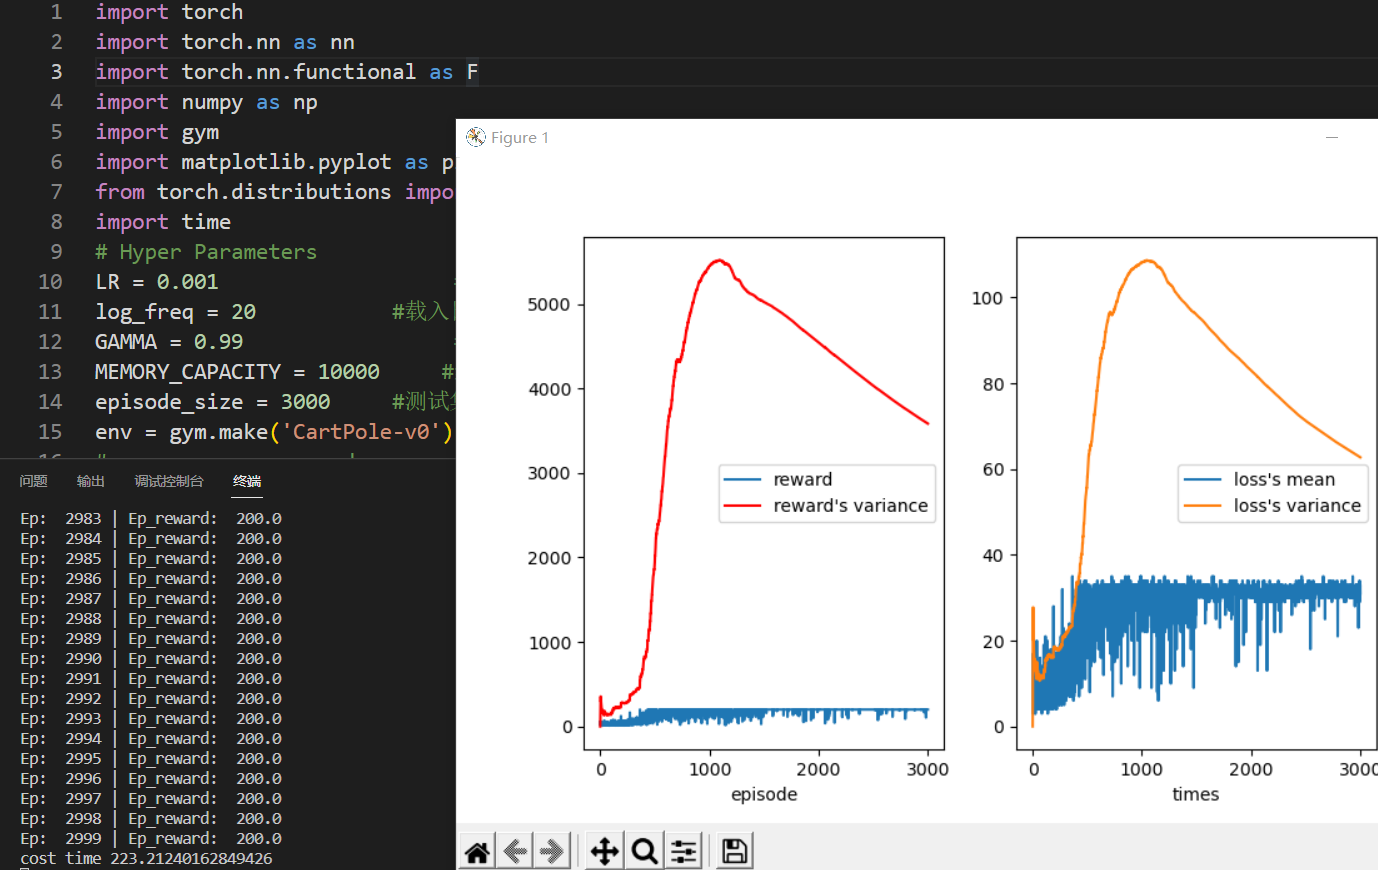 1 import torch
2 import torch.nn as nn
3 import torch.nn.functional as F
4 import numpy as np
5 import gym
6 import matplotlib.pyplot as p
7 from torch.distributions impo
8 import time
9 # Hyper Parameters
10 LR = 0.001
11 log_freq = 20 #载入
12 GAMMA = 0.99
13 MEMORY_CAPACITY = 10000 #
14 episode_size = 3000 #测试
15 env = gym.make('CartPole-v0')
问题 输出 调试控制台 终端
Ep: 2983 | Ep_reward: 200.0
Ep: 2984 | Ep_reward: 200.0
Ep: 2985 | Ep_reward: 200.0
Ep: 2986 | Ep_reward: 200.0
Ep: 2987 | Ep_reward: 200.0
Ep: 2988 | Ep_reward: 200.0
Ep: 2989 | Ep_reward: 200.0
Ep: 2990 | Ep_reward: 200.0
Ep: 2991 | Ep_reward: 200.0
Ep: 2992 | Ep_reward: 200.0
Ep: 2993 | Ep_reward: 200.0
Ep: 2994 | Ep_reward: 200.0
Ep: 2995 | Ep_reward: 200.0
Ep: 2996 | Ep_reward: 200.0
Ep: 2997 | Ep_reward: 200.0
Ep: 2998 | Ep_reward: 200.0
Ep: 2999 | Ep_reward: 200.0
cost time 223.21240162849426
Figure 1
5000
4000
3000
2000
1000
0
0 1000 2000 3000
episode
reward
reward's variance
100
80
60
40
20
0
0 1000 2000 3000
times
loss's mean
loss's variance